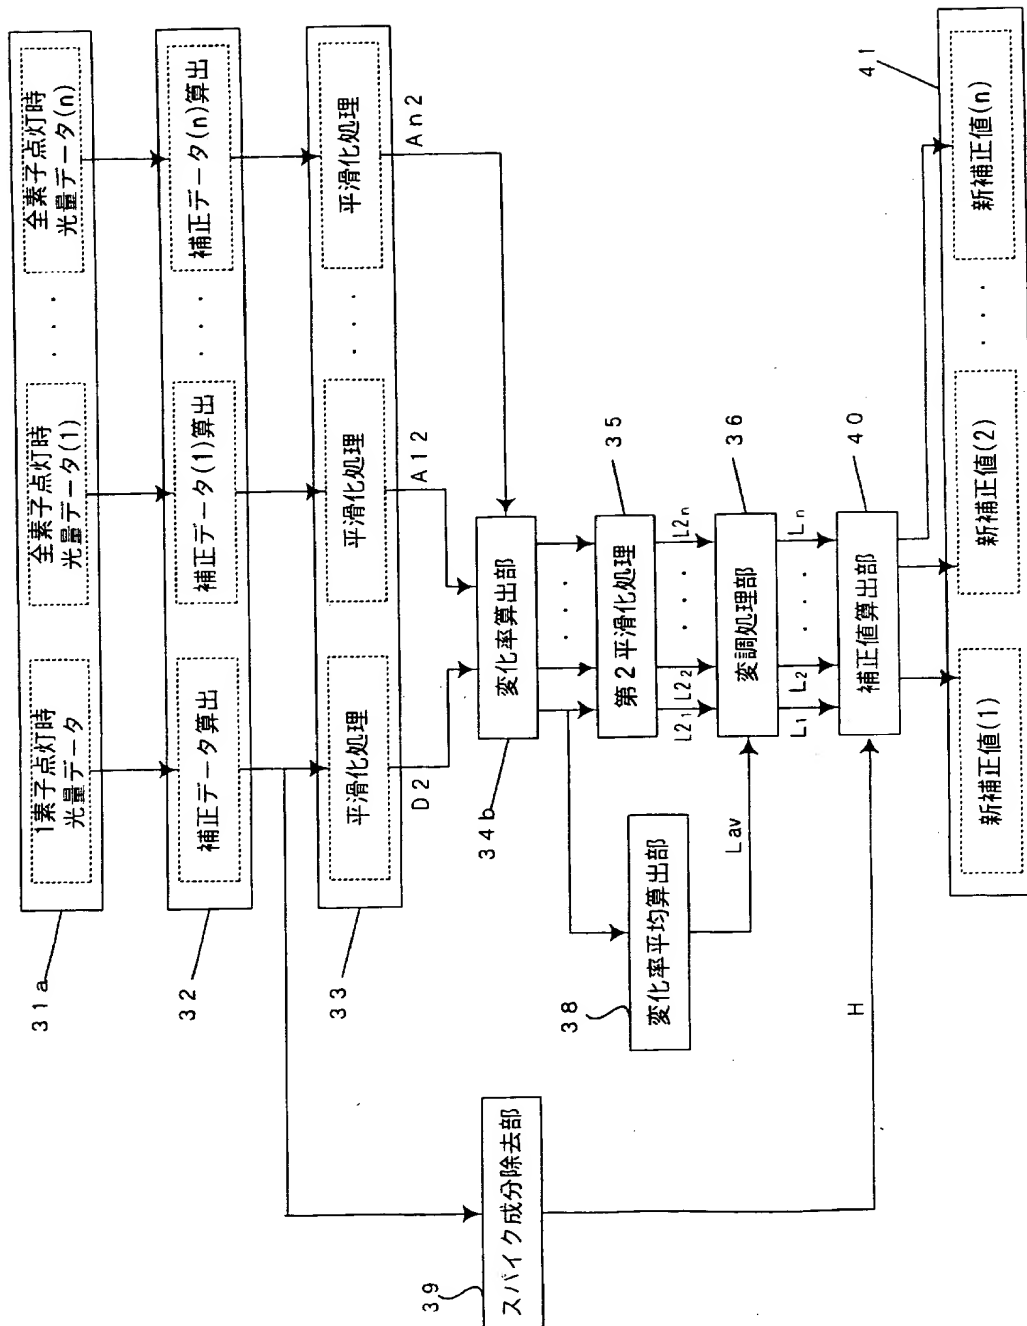 31a
1素子点灯時
光量データ
全素子点灯時
光量データ(1)
・・・
全素子点灯時
光量データ(n)
32
補正データ算出
補正データ(1)算出
・・・
補正データ(n)算出
33
平滑化処理
平滑化処理
・・・
平滑化処理
D2
A12
An2
39
スパイク成分除去部
34b
変化率算出部
・・・・
第2平滑化処理
35
38
変化率平均算出部
L2₁
L2₂
・・・・
L2n
Lav
変調処理部
36
L₁
L₂
・・・・
Ln
H
補正値算出部
40
新補正値(1)
新補正値(2)
・・・
新補正値(n)
41